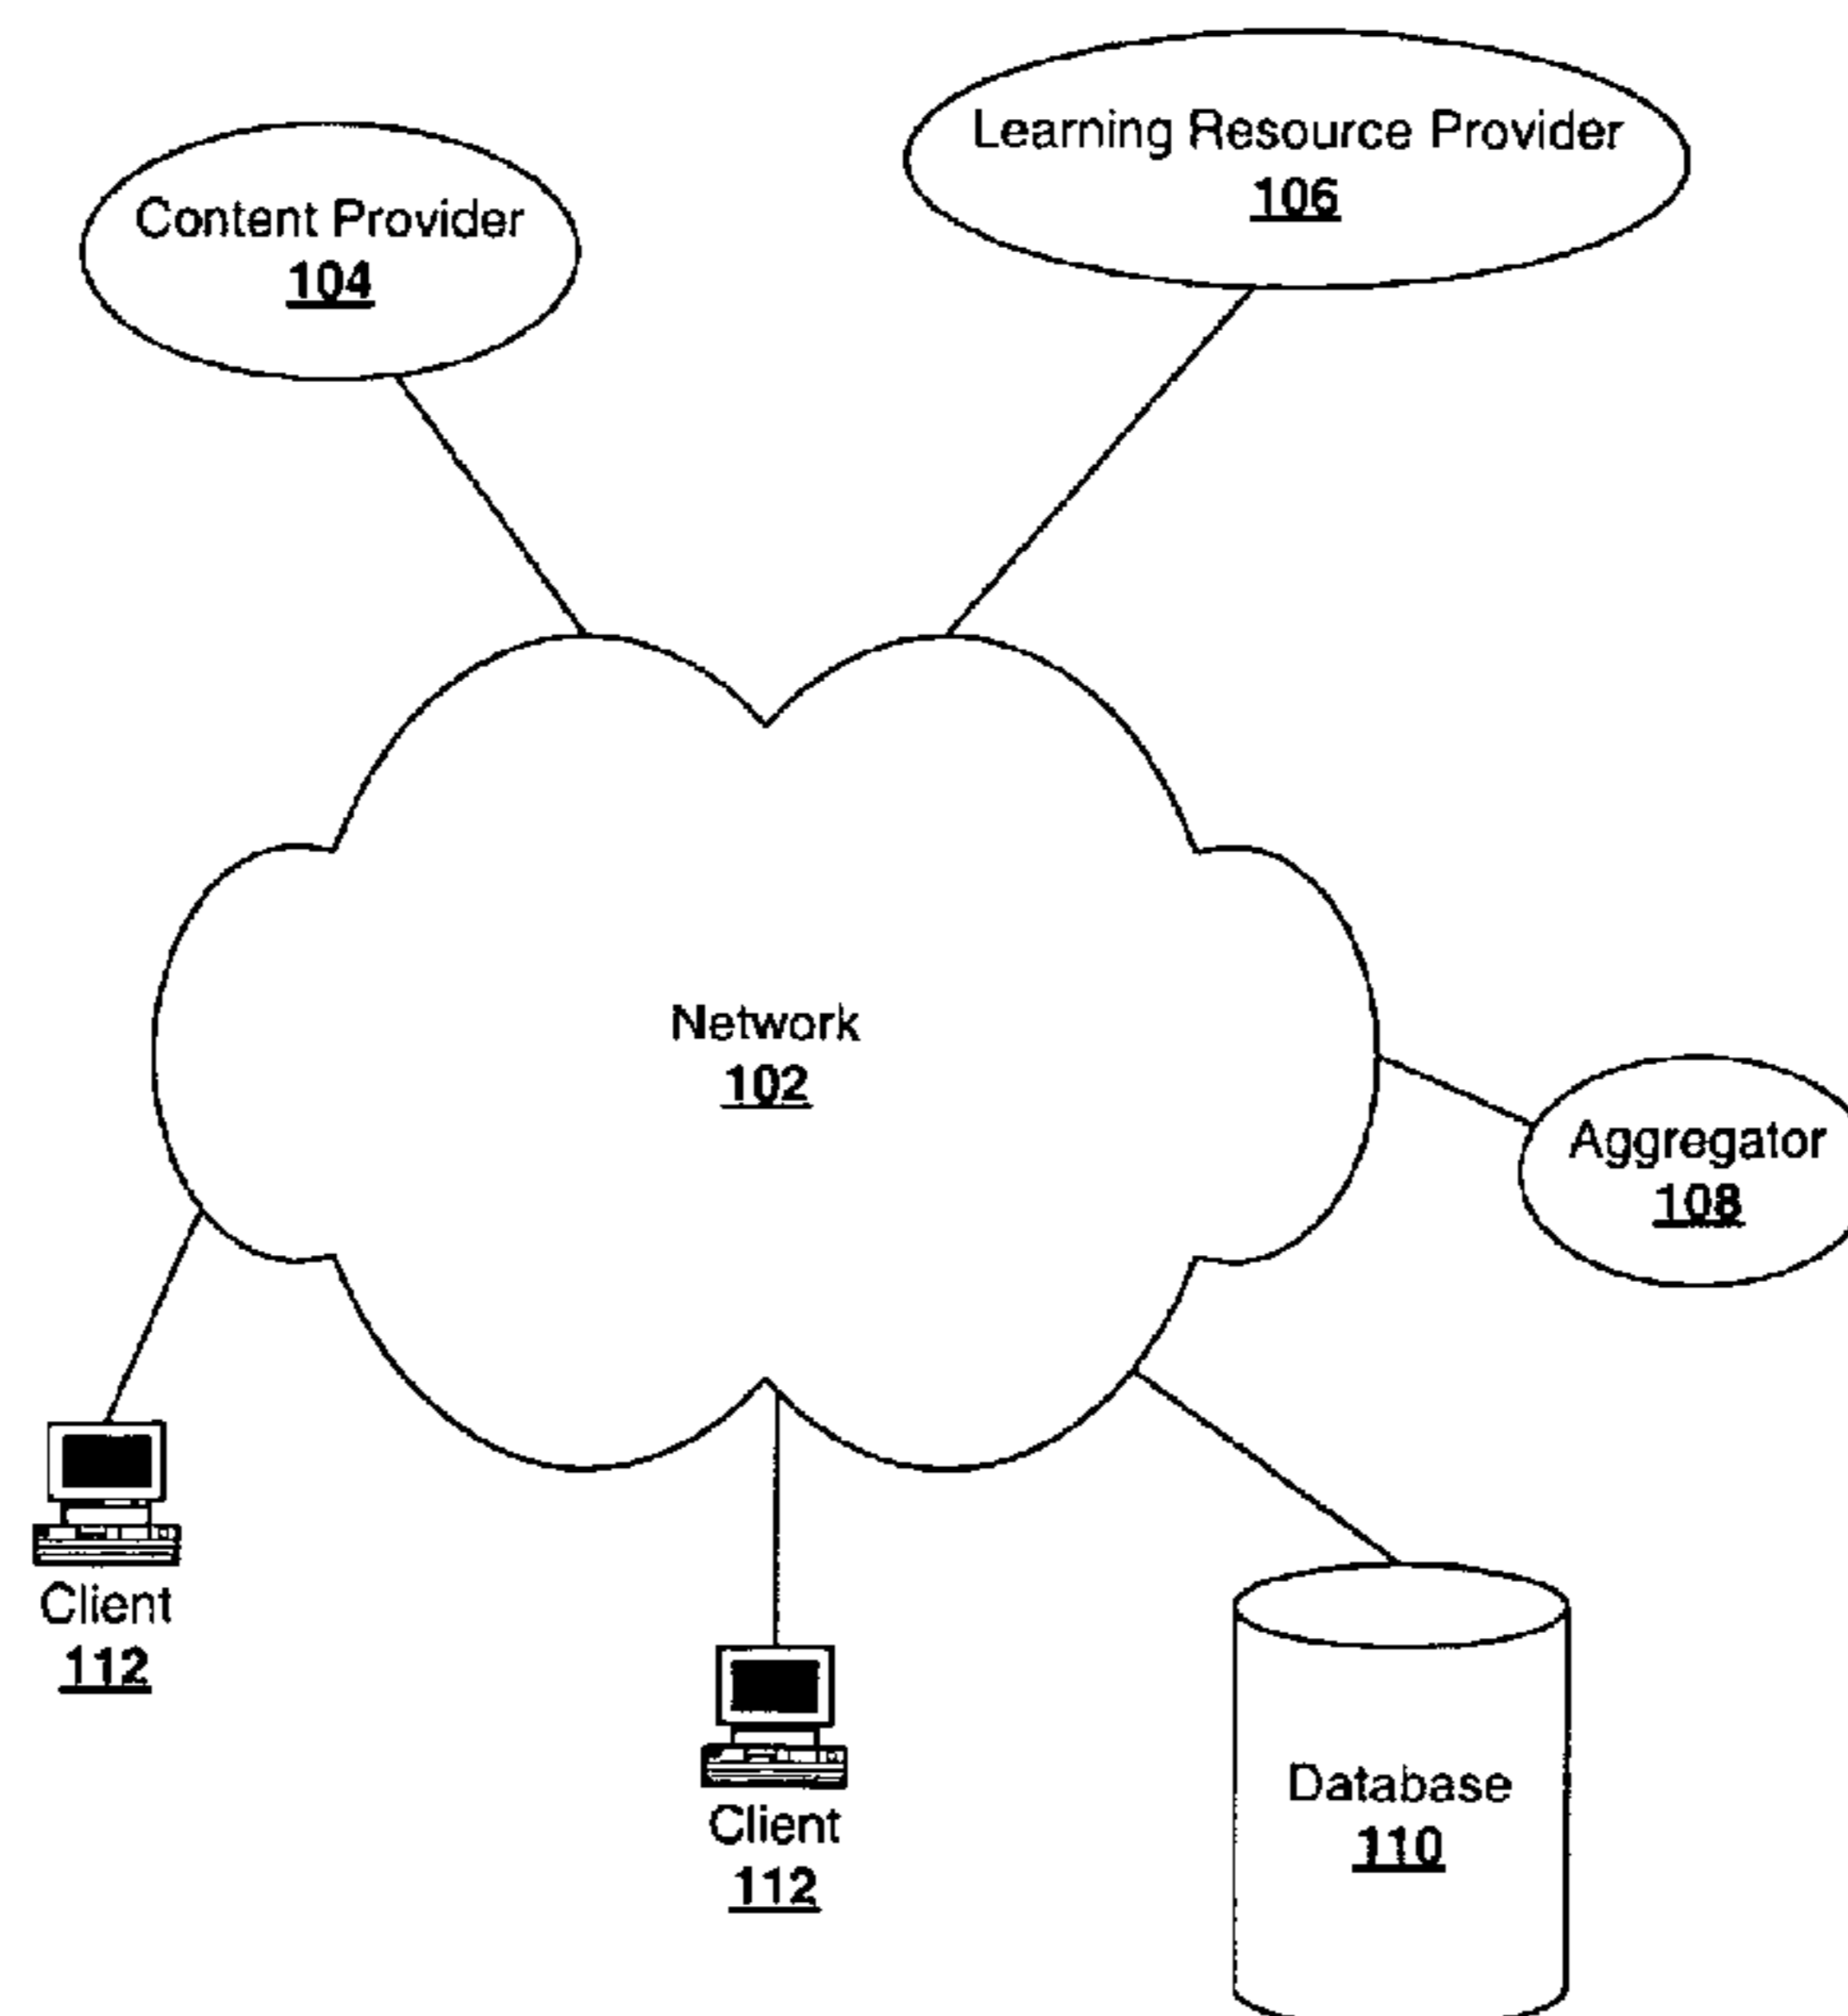 Learning Resource Provider
106
Content Provider
104
Network
102
Aggregator
108
Client
112
Client
112
Database
110